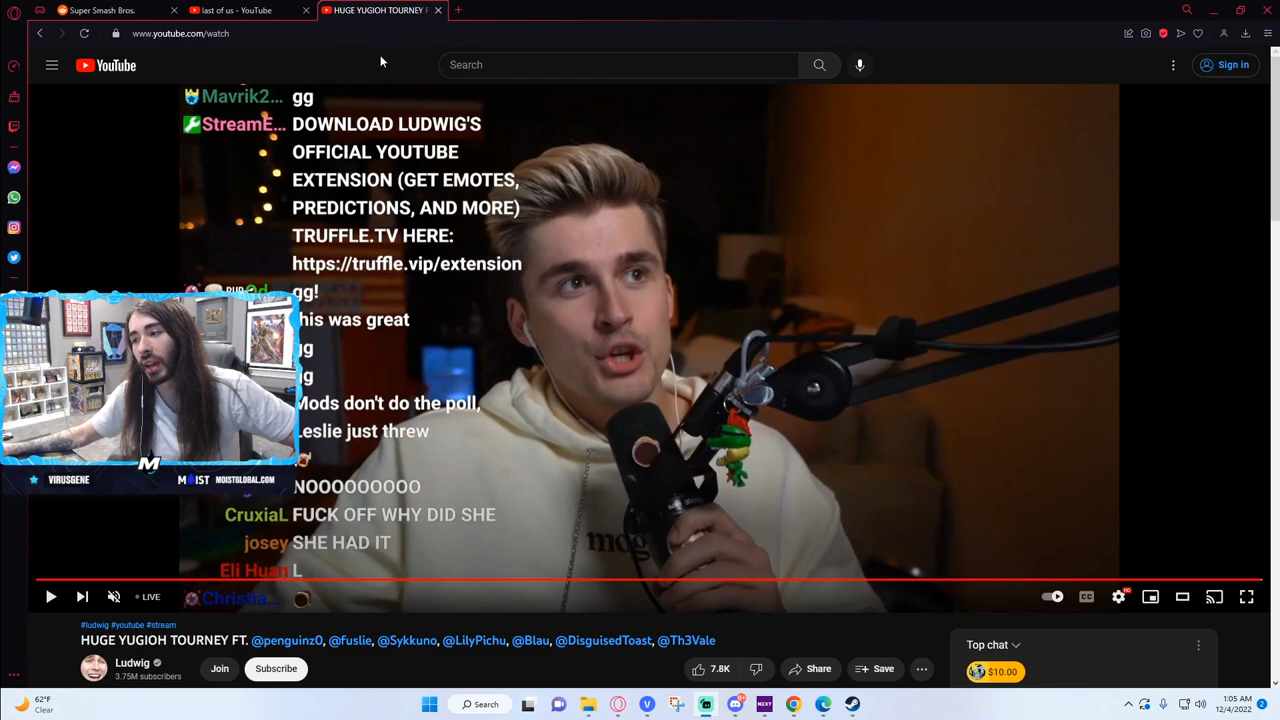 Super Smash Bros.
last of us - YouTube
HUGE YUGIOH TOURNEY F
www.youtube.com/watch
YouTube
Search
Sign in
Mavrik2... gg
StreamE... DOWNLOAD LUDWIG'S
OFFICIAL YOUTUBE
EXTENSION (GET EMOTES,
PREDICTIONS, AND MORE)
TRUFFLE.TV HERE:
https://truffle.vip/extension
gg!
his was great
gg
Mods don't do the poll,
Leslie just threw
NOOOOOOOOO
CruxiaL FUCK OFF WHY DID SHE
josey SHE HAD IT
Eli Huan L
Christia...
M
VIRUSGENE
MOIST MOISTGLOBAL.COM
LIVE
#ludwig #youtube #stream
HUGE YUGIOH TOURNEY FT. @penguinz0, @fuslie, @Sykkuno, @LilyPichu, @Blau, @DisguisedToast, @Th3Vale
Ludwig
3.75M subscribers
Join
Subscribe
7.8K
Share
Save
Top chat
$10.00
62°F
Clear
Search
1:05 AM
12/4/2022